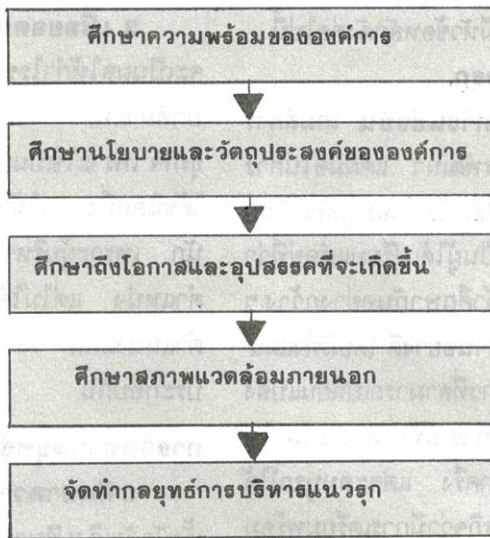 ศึกษาความพร้อมขององค์การ
ศึกษานโยบายและวัตถุประสงค์ขององค์การ
ศึกษาถึงโอกาสและอุปสรรคที่จะเกิดขึ้น
ศึกษาสภาพแวดล้อมภายนอก
จัดทำกลยุทธ์การบริหารแนวรุก